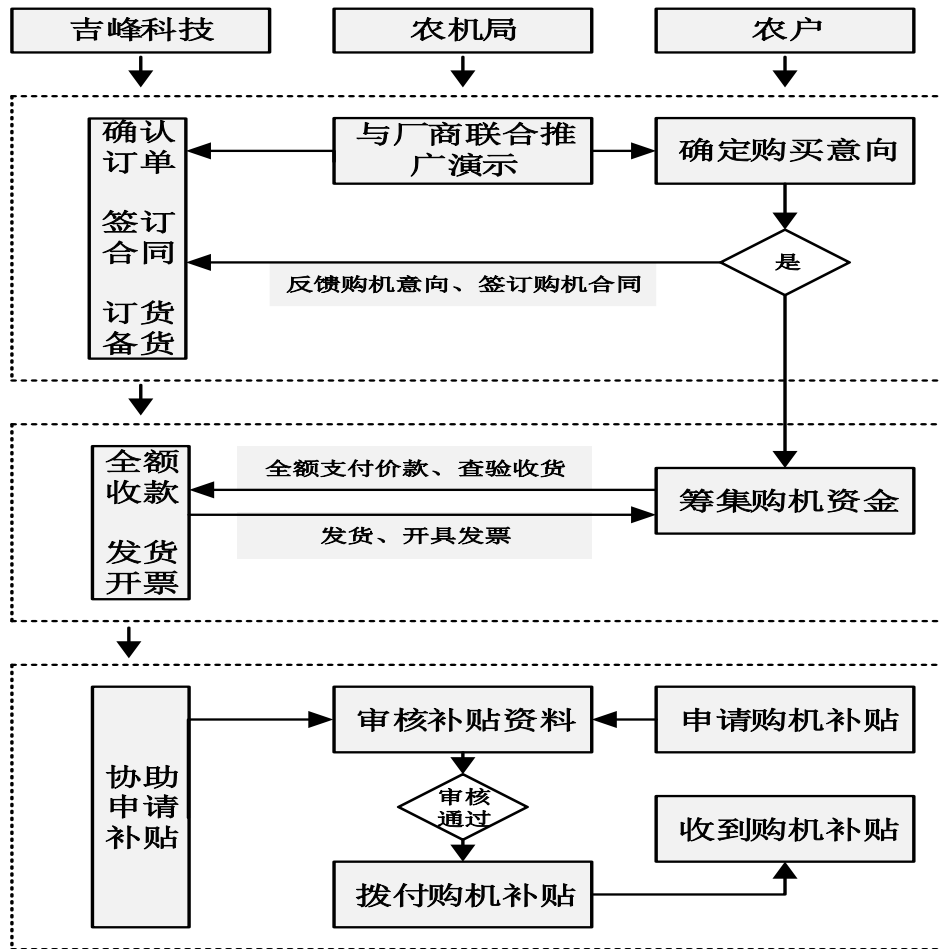 吉峰科技
农机局
农户
确认
订单
签订
合同
订货
备货
与厂商联合推
广演示
确定购买意向
是
反馈购机意向、签订购机合同
全额
收款
发货
开票
全额支付价款、查验收货
发货、开具发票
筹集购机资金
协助
申请
补贴
审核补贴资料
申请购机补贴
审核
通过
收到购机补贴
拨付购机补贴